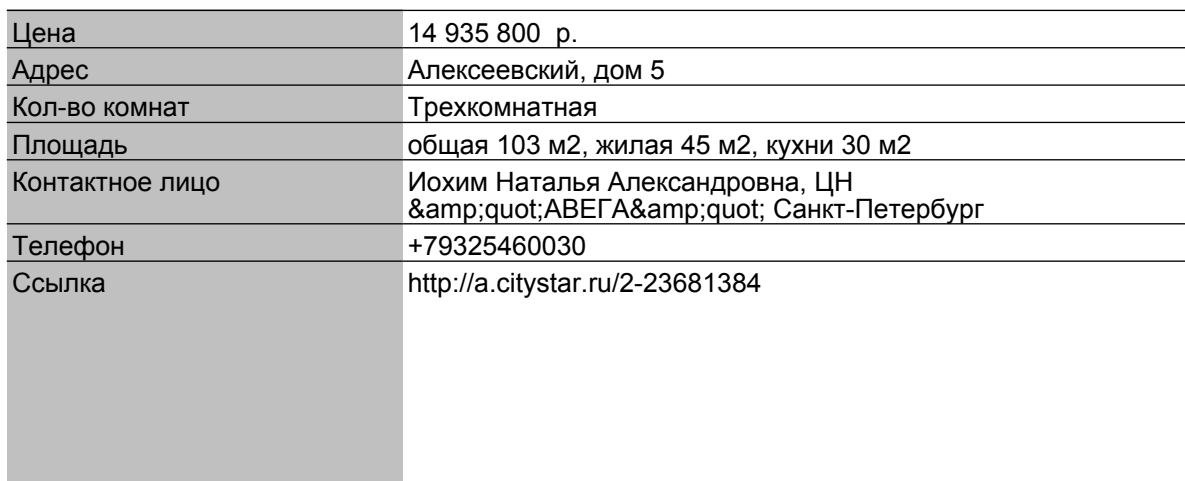 Цена 14 935 800 р.
Адрес Алексеевский, дом 5
Кол-во комнат Трехкомнатная
Площадь общая 103 м2, жилая 45 м2, кухни 30 м2
Контактное лицо Иохим Наталья Александровна, ЦН
&amp;quot;АВЕГА&amp;quot; Санкт-Петербург
Телефон +79325460030
Ссылка http://a.citystar.ru/2-23681384